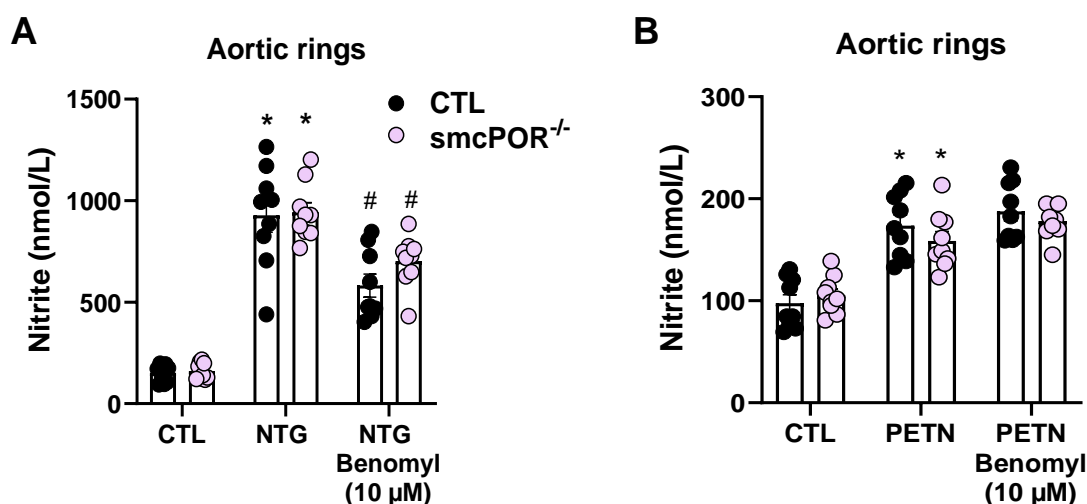 A
Aortic rings
CTL
smcPOR-/-
Nitrite (nmol/L)
1500
1000
500
0
* *
# #
CTL
NTG
NTG
Benomyl
(10 µM)
B
Aortic rings
Nitrite (nmol/L)
300
200
100
0
* *
CTL
PETN
PETN
Benomyl
(10 µM)